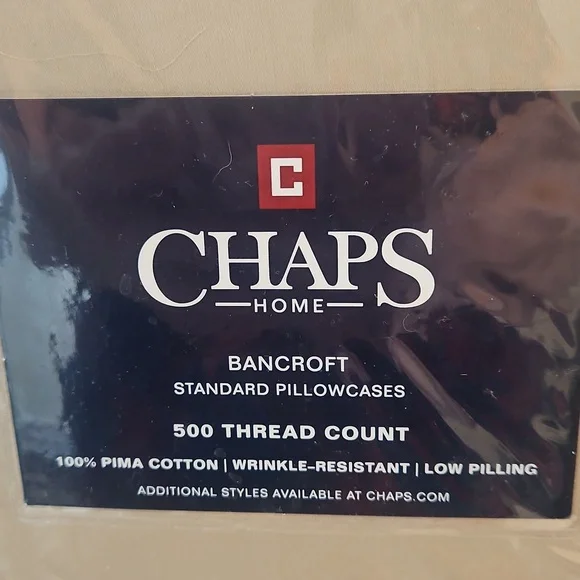 C
CHAPS
HOME
BANCROFT
STANDARD PILLOWCASES
500 THREAD COUNT
100% PIMA COTTON | WRINKLE-RESISTANT | LOW PILLING
ADDITIONAL STYLES AVAILABLE AT CHAPS.COM